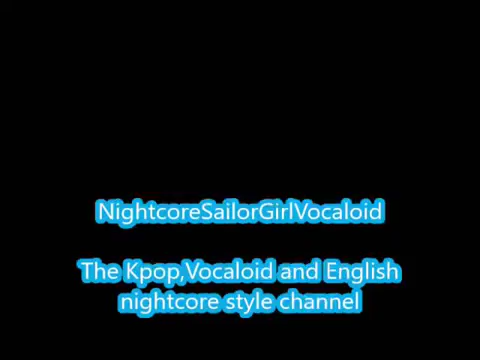 NightcoreSailorGirlVocaloid
The Kpop,Vocaloid and English
nightcore style channel